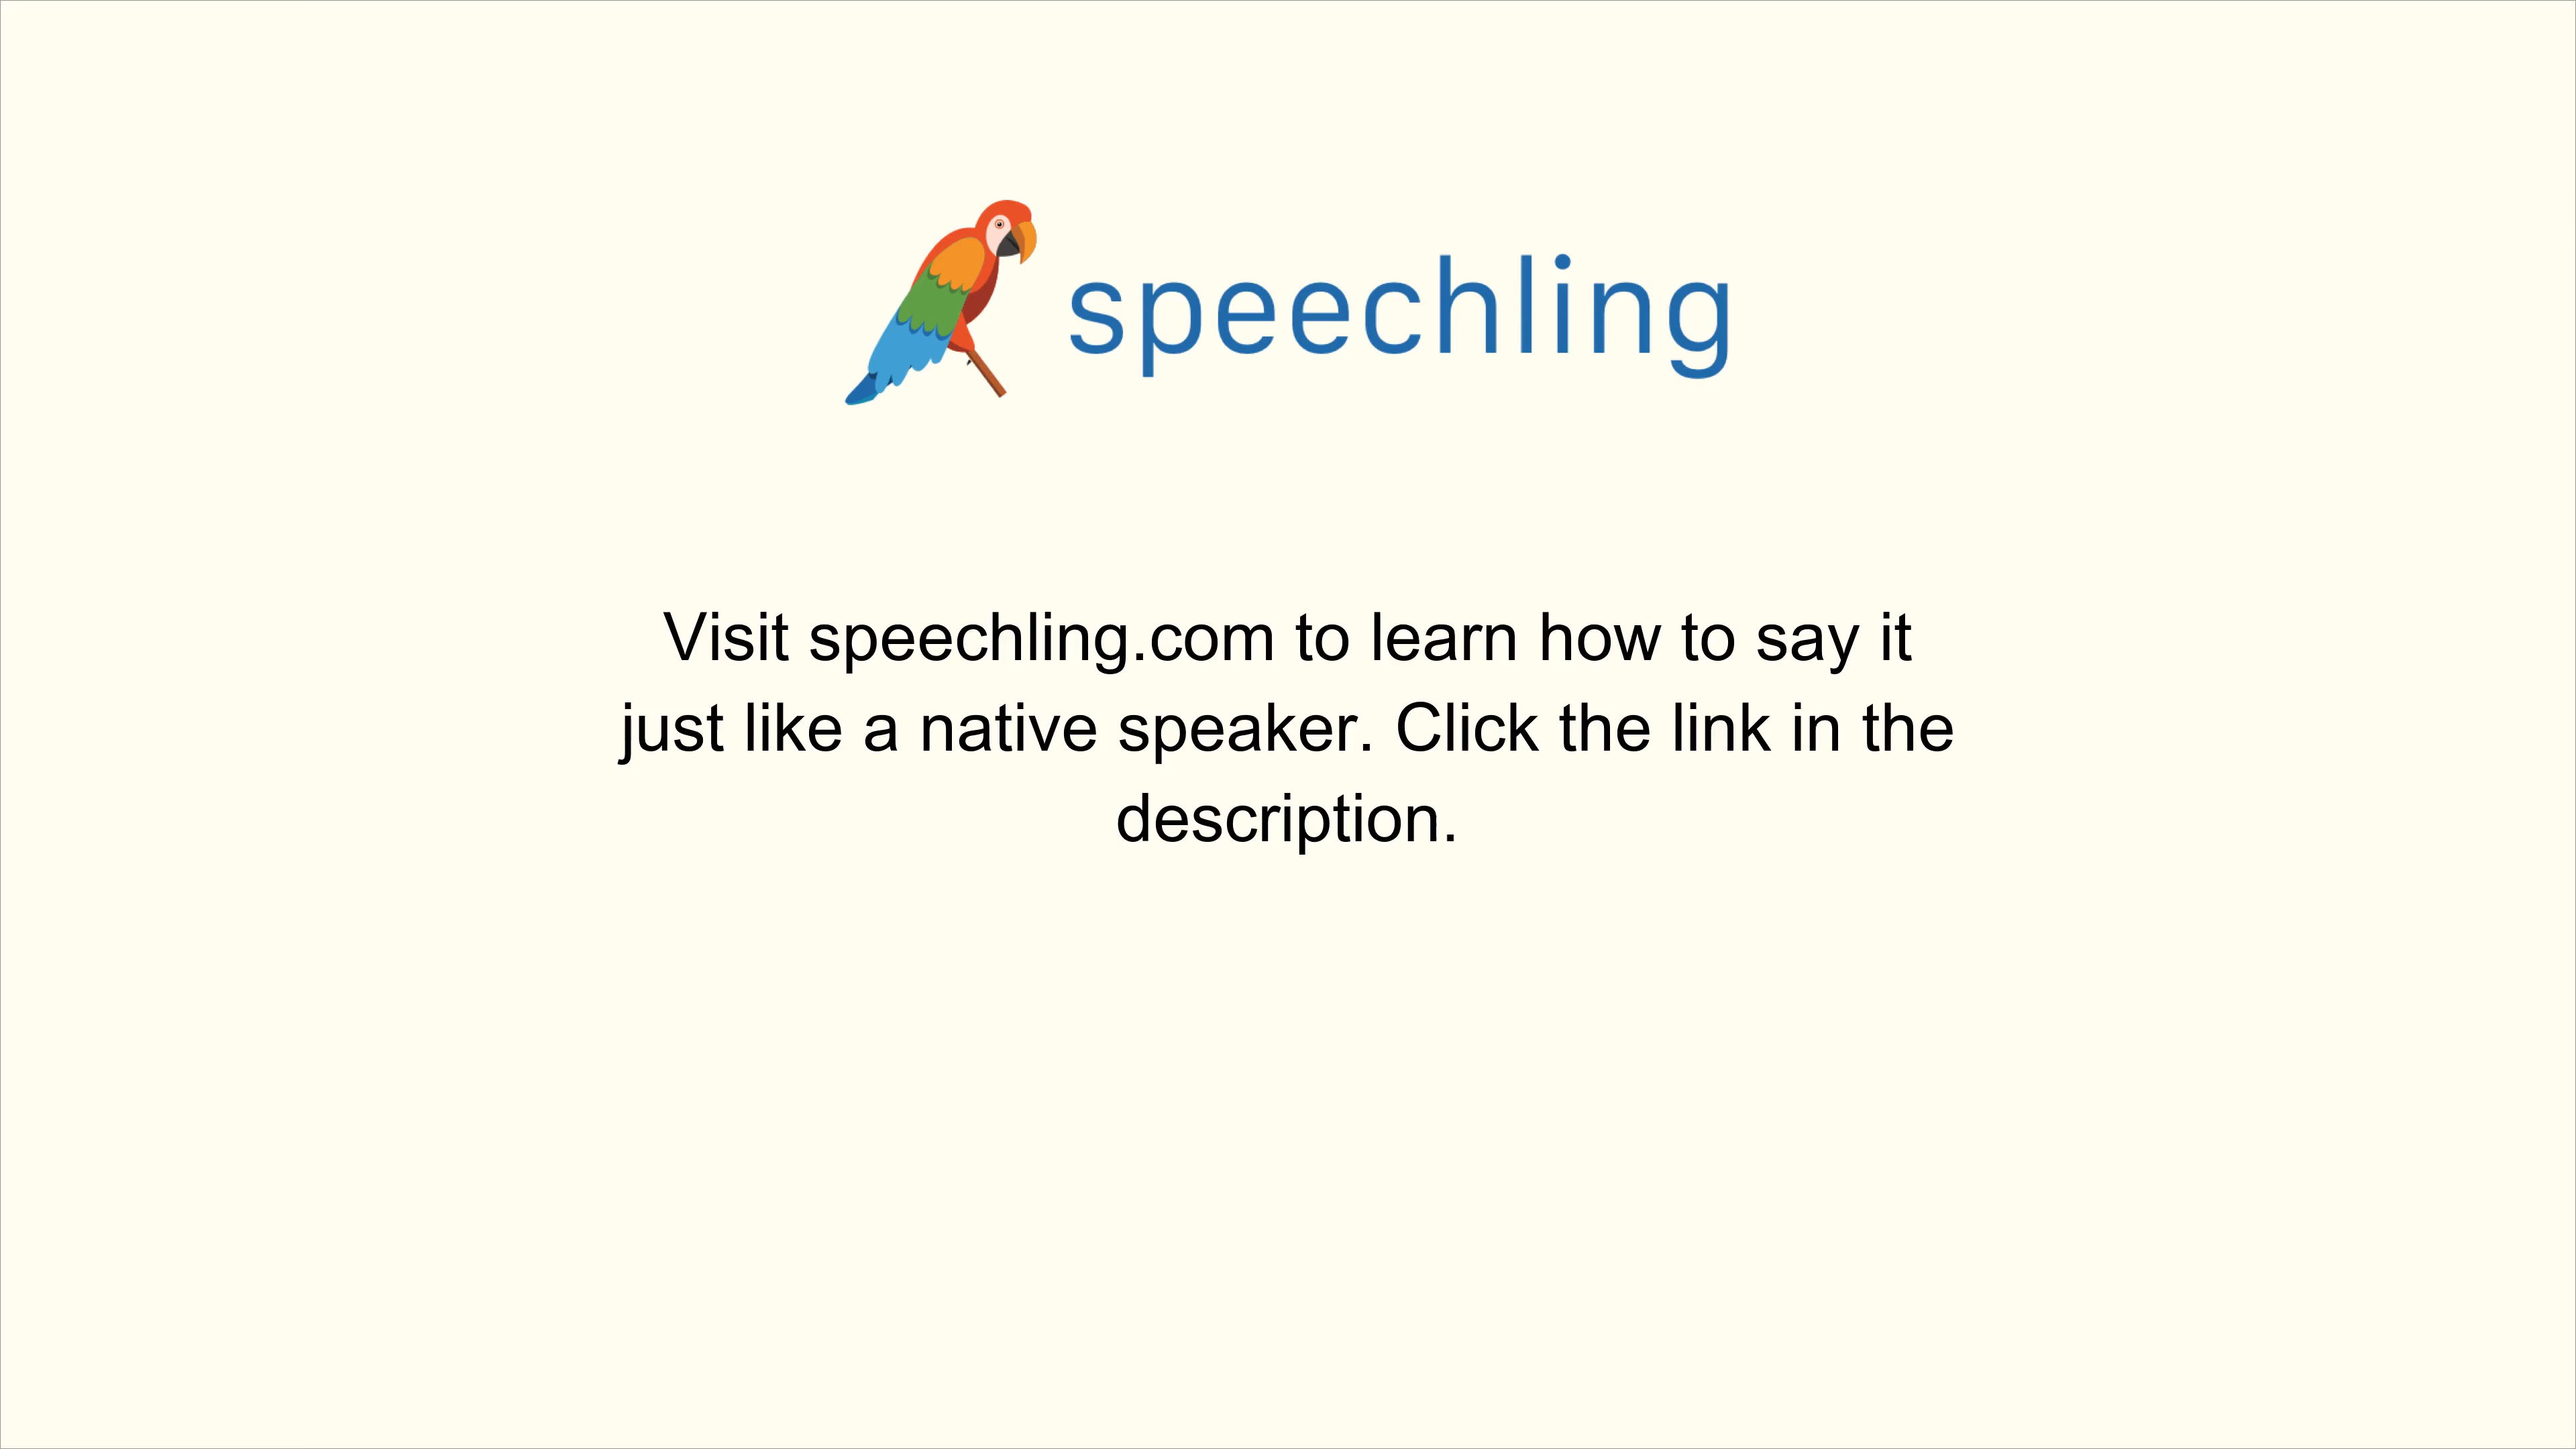 speechling
Visit speechling.com to learn how to say it
just like a native speaker. Click the link in the
description.